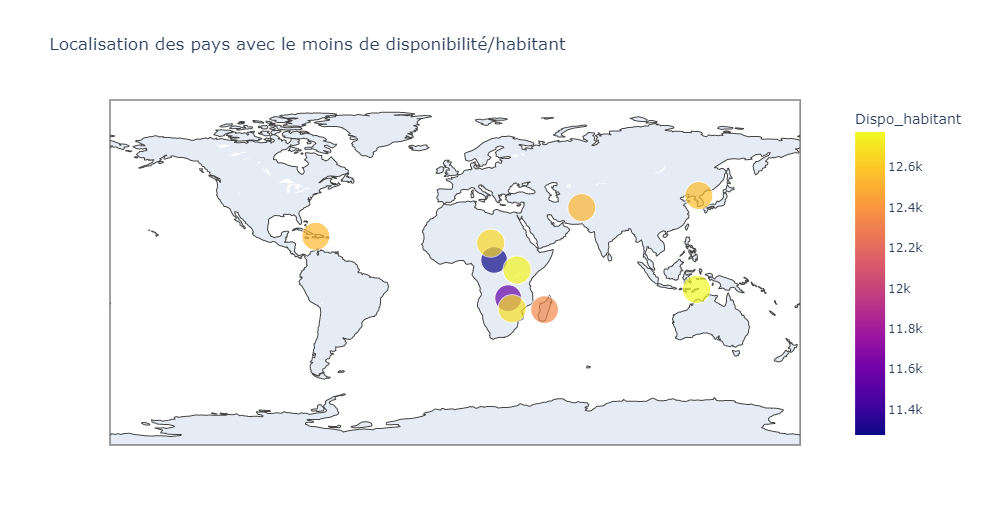 Localisation des pays avec le moins de disponibilité/habitant
Dispo_habitant
12.6k
12.4k
12.2k
12k
11.8k
11.6k
11.4k